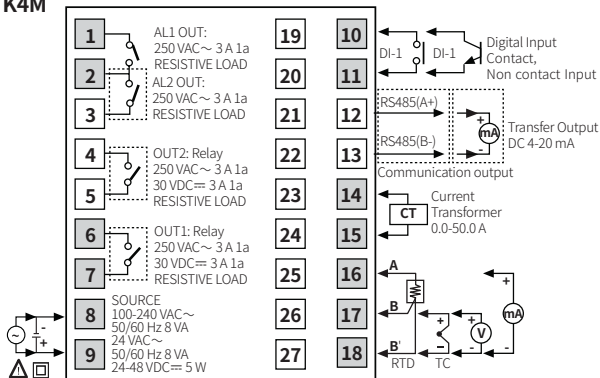 K4M
1
2
3
4
5
6
7
8
9
AL1 OUT:
250 VAC～ 3 A 1a
RESISTIVE LOAD
AL2 OUT:
250 VAC～ 3 A 1a
RESISTIVE LOAD
OUT2: Relay
250 VAC～ 3 A 1a
30 VDC⎓ 3 A 1a
RESISTIVE LOAD
OUT1: Relay
250 VAC～ 3 A 1a
30 VDC⎓ 3 A 1a
RESISTIVE LOAD
SOURCE
100-240 VAC～
50/60 Hz 8 VA
24 VAC～
50/60 Hz 8 VA
24-48 VDC⎓ 5 W
～
-
+
19
20
21
22
23
24
25
26
27
10
11
12
13
14
15
16
17
18
DI-1
DI-1
Digital Input
Contact,
Non contact Input
RS485(A+)
RS485(B-)
+
mA
-
Transfer Output
DC 4-20 mA
Communication output
CT
Current
Transformer
0.0-50.0 A
A
B
B'
RTD
+
-
TC
+
V
-
+
mA
-